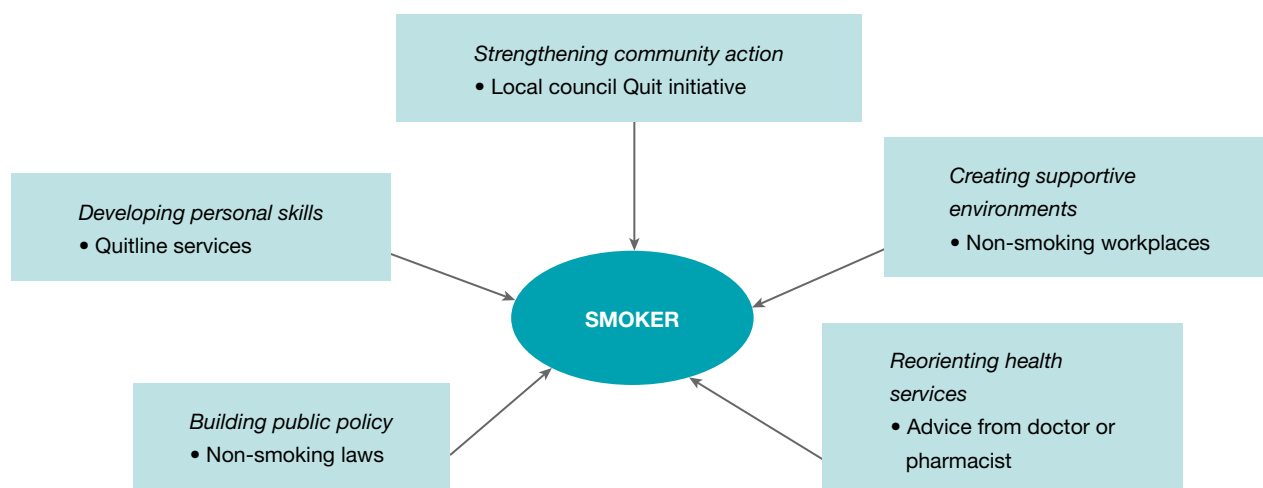 Strengthening community action
• Local council Quit initiative
Developing personal skills
• Quitline services
Creating supportive
environments
• Non-smoking workplaces
SMOKER
Building public policy
• Non-smoking laws
Reorienting health
services
• Advice from doctor or
pharmacist